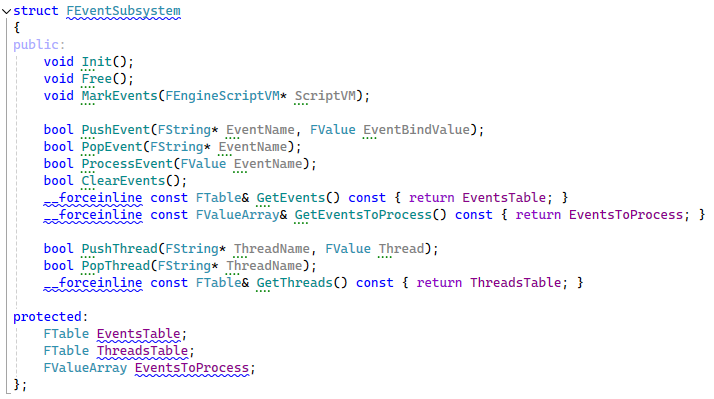 struct FEventSubsystem
{
public:
    void Init();
    void Free();
    void MarkEvents(FEngineScriptVM* ScriptVM);

    bool PushEvent(FString* EventName, FValue EventBindValue);
    bool PopEvent(FString* EventName);
    bool ProcessEvent(FValue EventName);
    bool ClearEvents();
    __forceinline const FTable& GetEvents() const { return EventsTable; }
    __forceinline const FValueArray& GetEventsToProcess() const { return EventsToProcess; }

    bool PushThread(FString* ThreadName, FValue Thread);
    bool PopThread(FString* ThreadName);
    __forceinline const FTable& GetThreads() const { return ThreadsTable; }

protected:
    FTable EventsTable;
    FTable ThreadsTable;
    FValueArray EventsToProcess;
};